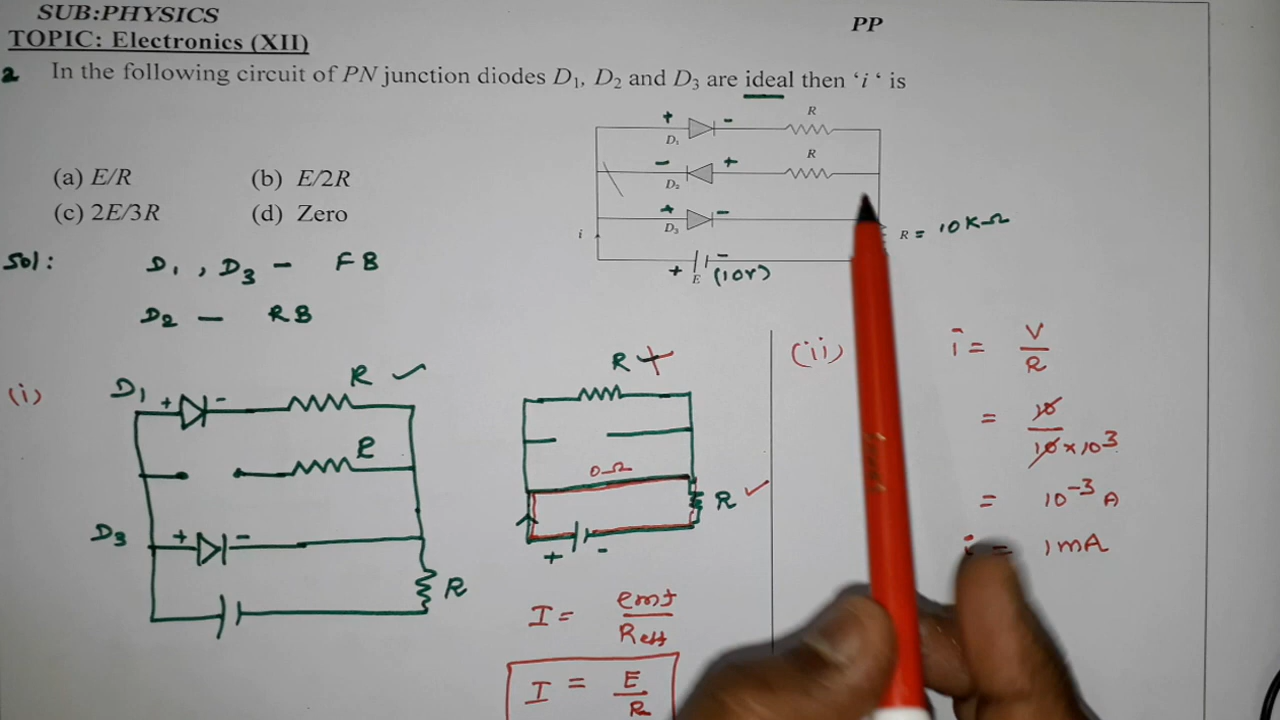 SUB:PHYSICS
PP
TOPIC: Electronics (XII)
2 In the following circuit of PN junction diodes D₁, D₂ and D₃ are ideal then ‘i ‘ is
R
+ -
D₁
R
- +
D₂
+ -
D₃
i
R = 10KΩ
+ -
E (10V)
(a) E/R (b) E/2R
(c) 2E/3R (d) Zero
Sol: D₁, D₃ - FB
D₂ - RB
(i)
D₁ + - R ✓
R
D₃ + -
R
R
0Ω
R ✓
+ -
I = emf / Reff
I = E / R
(ii) i = V / R
= 10 / 10×10³
= 10⁻³ A
i = 1mA